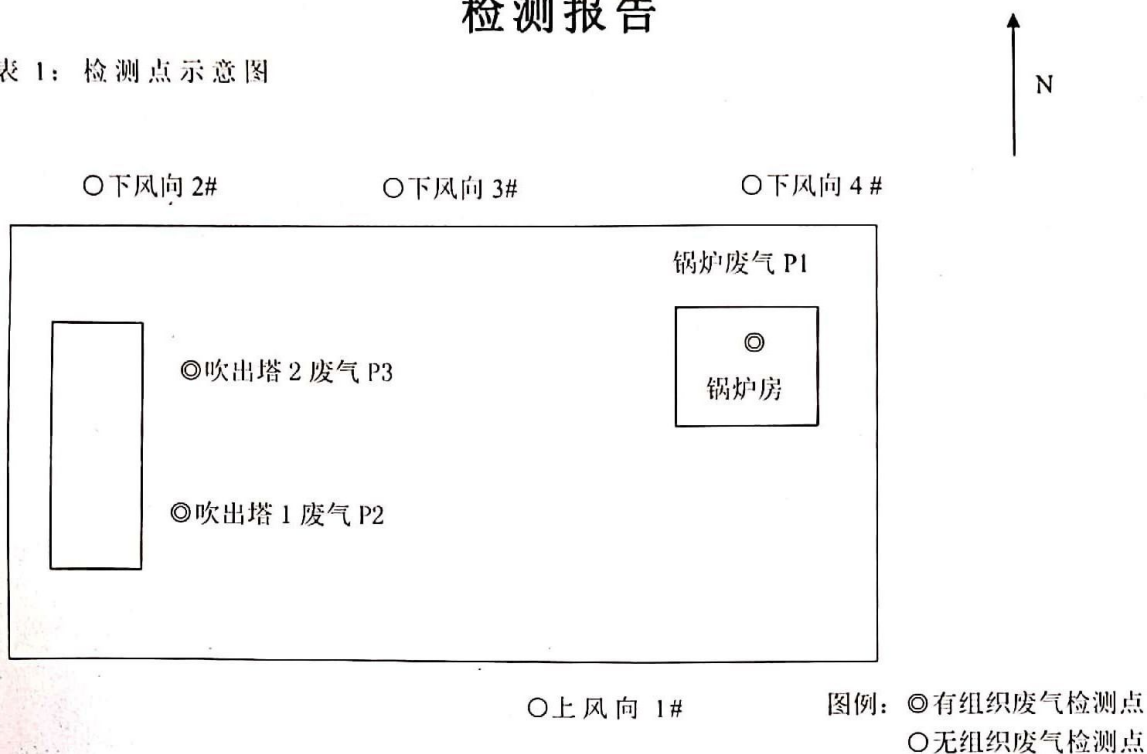 检测报告
表 1：检测点示意图
N
○下风向 2#
○下风向 3#
○下风向 4#
锅炉废气 P1
◎
锅炉房
◎吹出塔 2 废气 P3
◎吹出塔 1 废气 P2
○上风向 1#
图例：◎有组织废气检测点
○无组织废气检测点